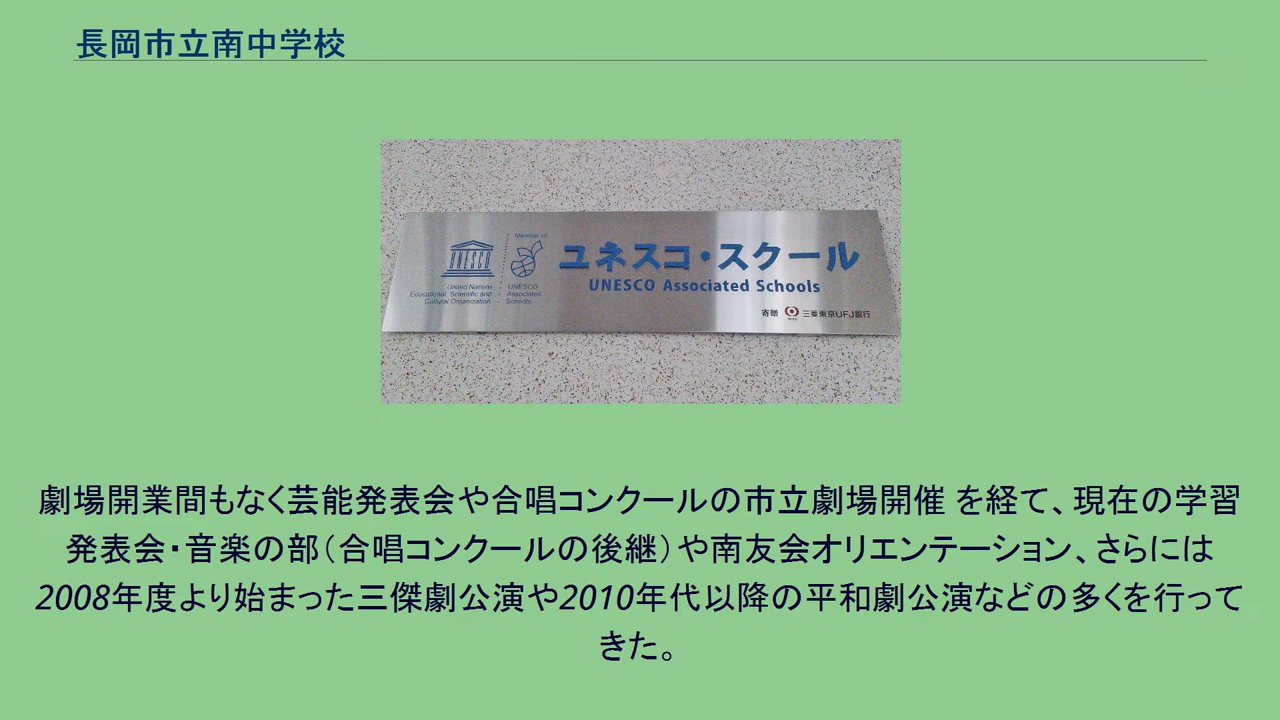 長岡市立南中学校
Member of
UNESCO
United Nations
Educational, Scientific and
Cultural Organization
UNESCO
Associated
Schools
ユネスコ・スクール
UNESCO Associated Schools
寄贈 三菱東京UFJ銀行
劇場開業間もなく芸能発表会や合唱コンクールの市立劇場開催 を経て、現在の学習
発表会・音楽の部（合唱コンクールの後継）や南友会オリエンテーション、さらには
2008年度より始まった三傑劇公演や2010年代以降の平和劇公演などの多くを行って
きた。